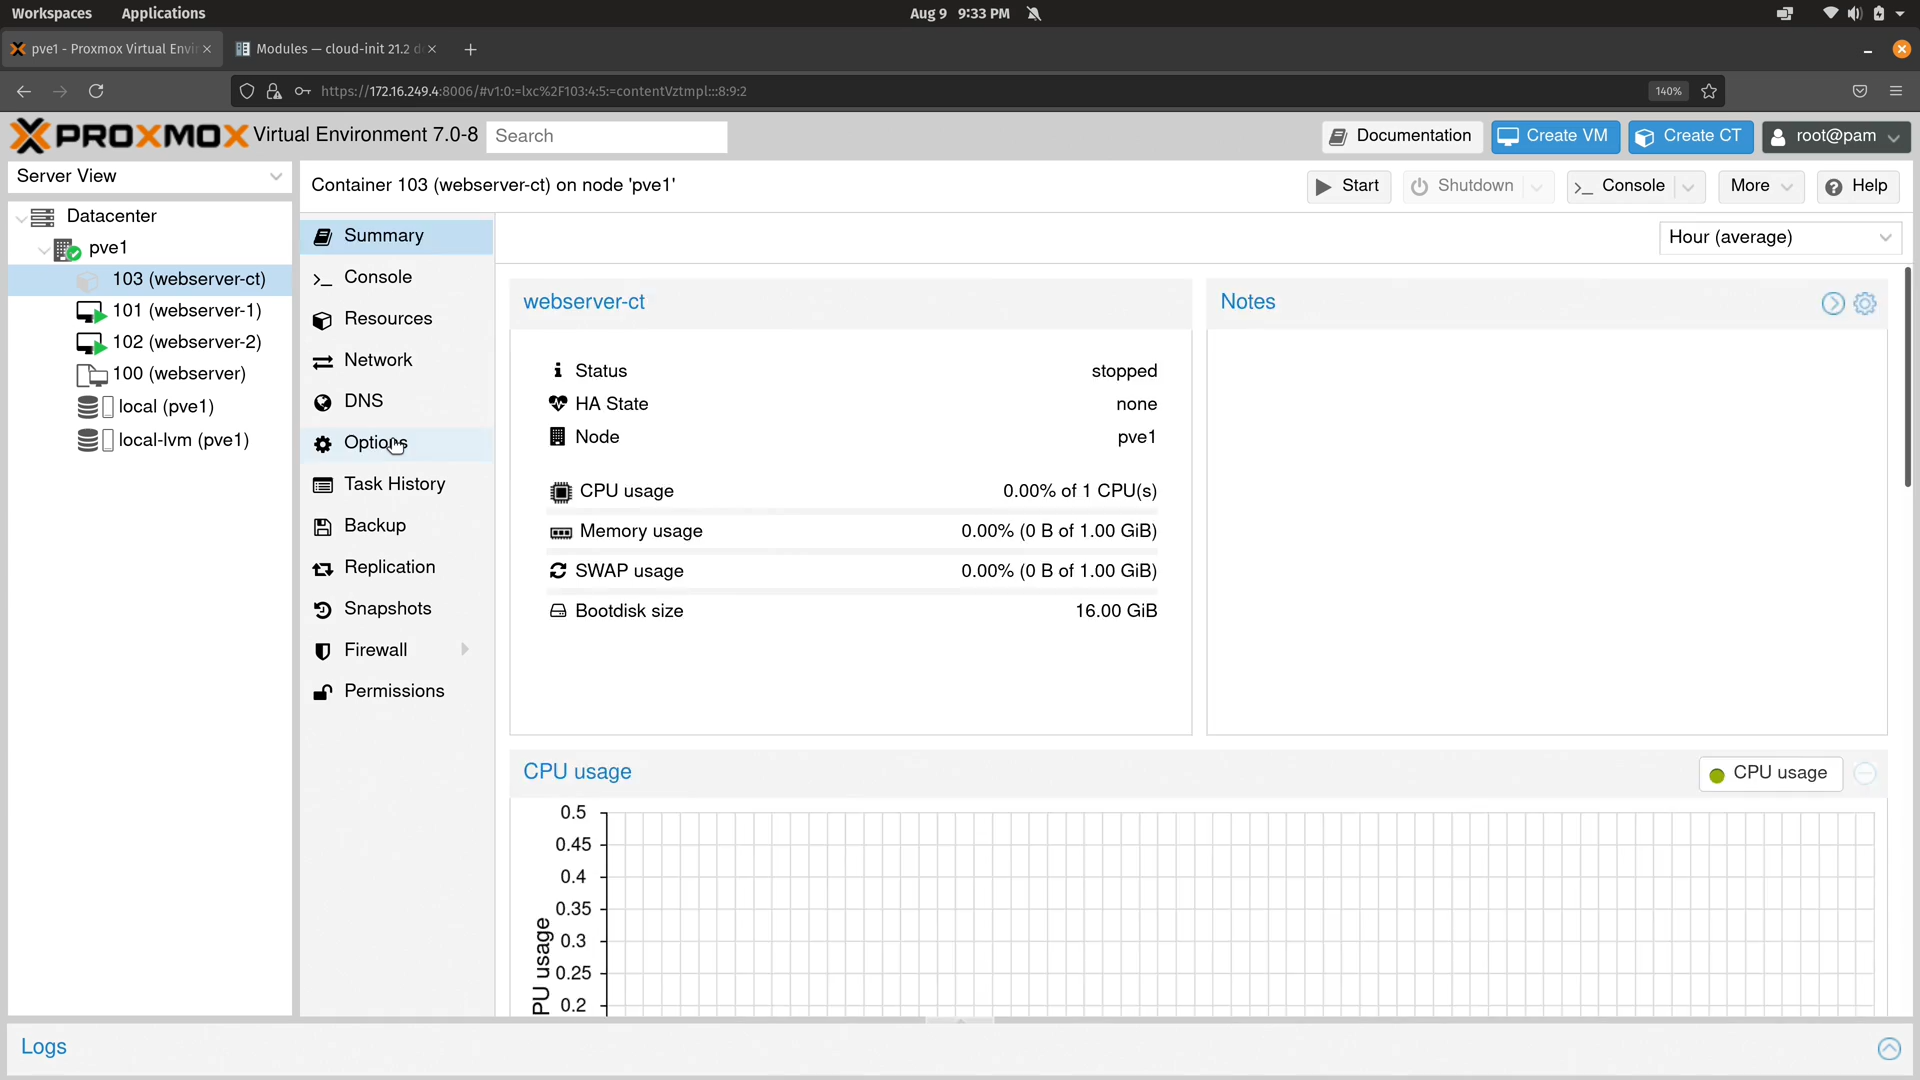 Workspaces Applications Aug 9 9:33 PM
pve1 - Proxmox Virtual Envi Modules — cloud-init 21.2 d
https://172.16.249.4:8006/#v1:0:=lxc%2F103:4:5:=contentVztmpl:::8:9:2 140%
PROXMOX Virtual Environment 7.0-8 Search Documentation Create VM Create CT root@pam
Server View
Container 103 (webserver-ct) on node 'pve1' Start Shutdown Console More Help
Datacenter
pve1
103 (webserver-ct)
101 (webserver-1)
102 (webserver-2)
100 (webserver)
local (pve1)
local-lvm (pve1)
Summary
Console
Resources
Network
DNS
Options
Task History
Backup
Replication
Snapshots
Firewall
Permissions
Hour (average)
webserver-ct
Status stopped
HA State none
Node pve1
CPU usage 0.00% of 1 CPU(s)
Memory usage 0.00% (0 B of 1.00 GiB)
SWAP usage 0.00% (0 B of 1.00 GiB)
Bootdisk size 16.00 GiB
Notes
CPU usage
CPU usage
0.5
0.45
0.4
0.35
0.3
0.25
0.2
PU usage
Logs